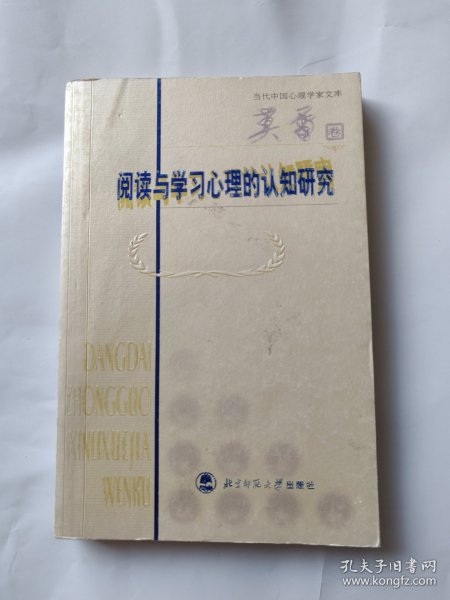 当代中国心理学家文库
莫雷
卷
阅读与学习心理的认知研究
DANGDAI
ZHONGGUO
XINLIXUEJIA
WENKU
北京师范大学出版社
孔夫子旧书网
www.kongfz.com